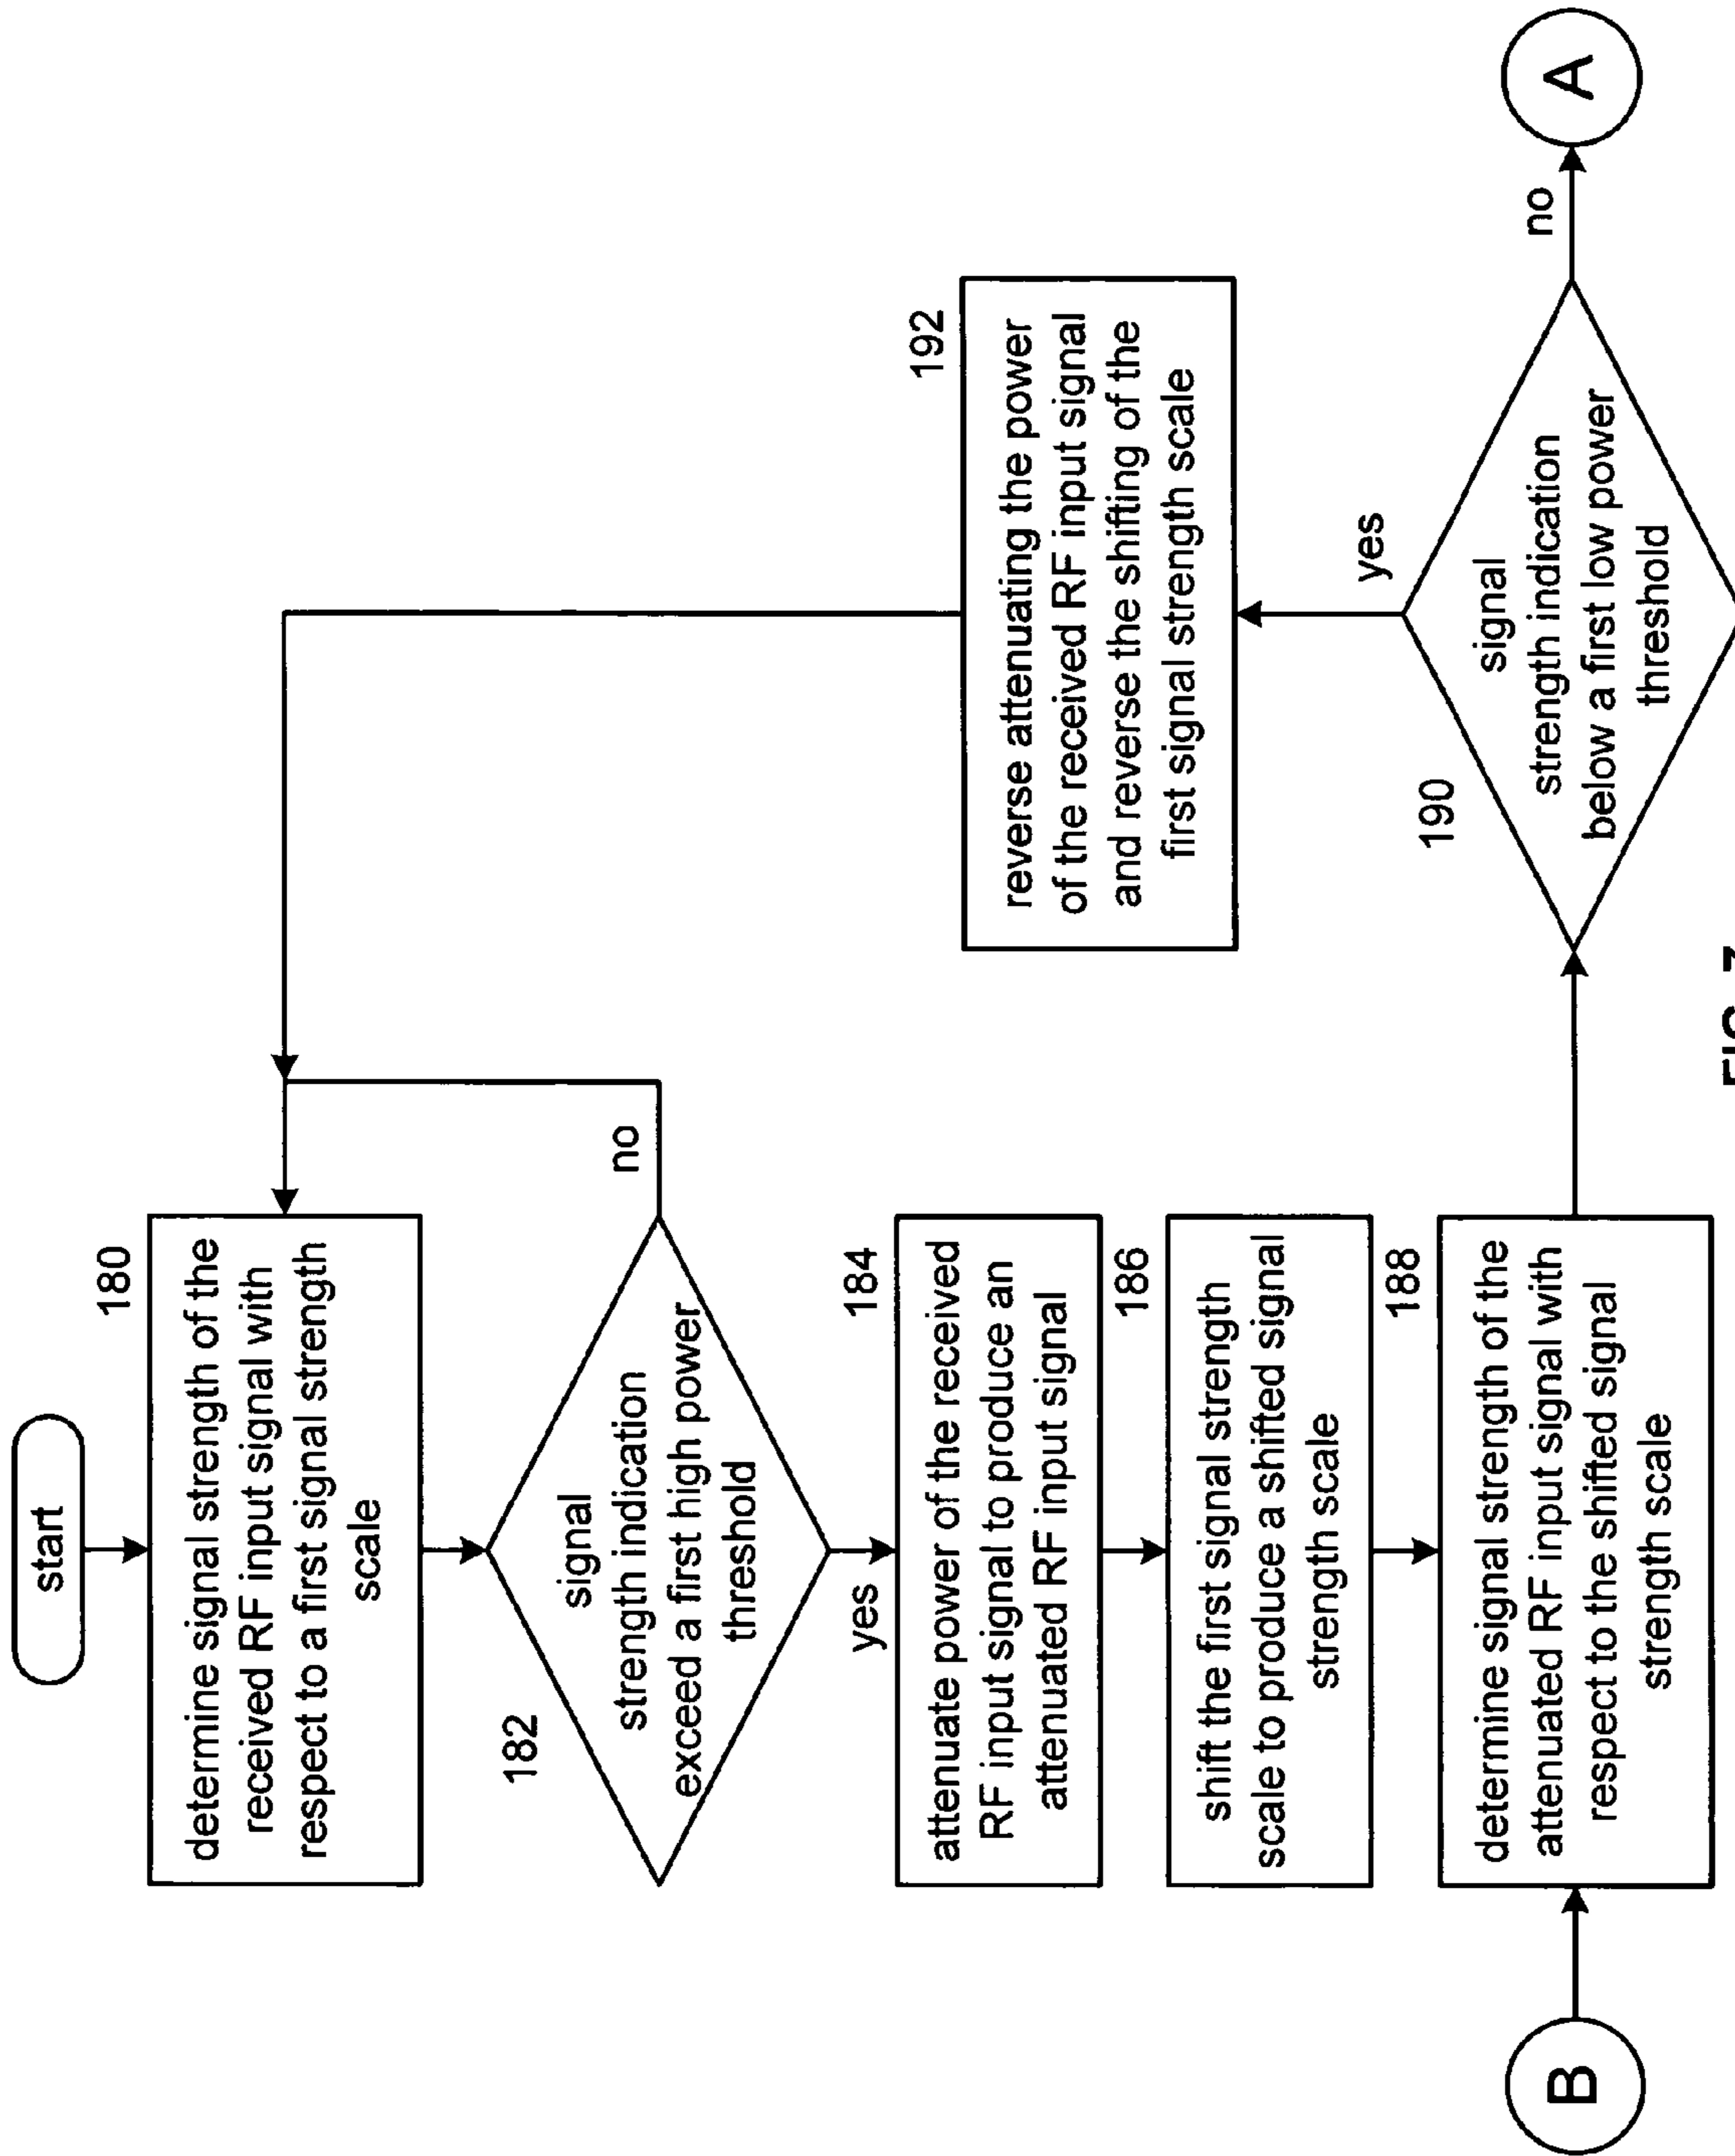 start
180
determine signal strength of the
received RF input signal with
respect to a first signal strength
scale
182
signal
strength indication
exceed a first high power
threshold
no
yes
184
attenuate power of the received
RF input signal to produce an
attenuated RF input signal
186
shift the first signal strength
scale to produce a shifted signal
strength scale
188
determine signal strength of the
attenuated RF input signal with
respect to the shifted signal
strength scale
B
190
signal
strength indication
below a first low power
threshold
yes
no
192
reverse attenuating the power
of the received RF input signal
and reverse the shifting of the
first signal strength scale
A